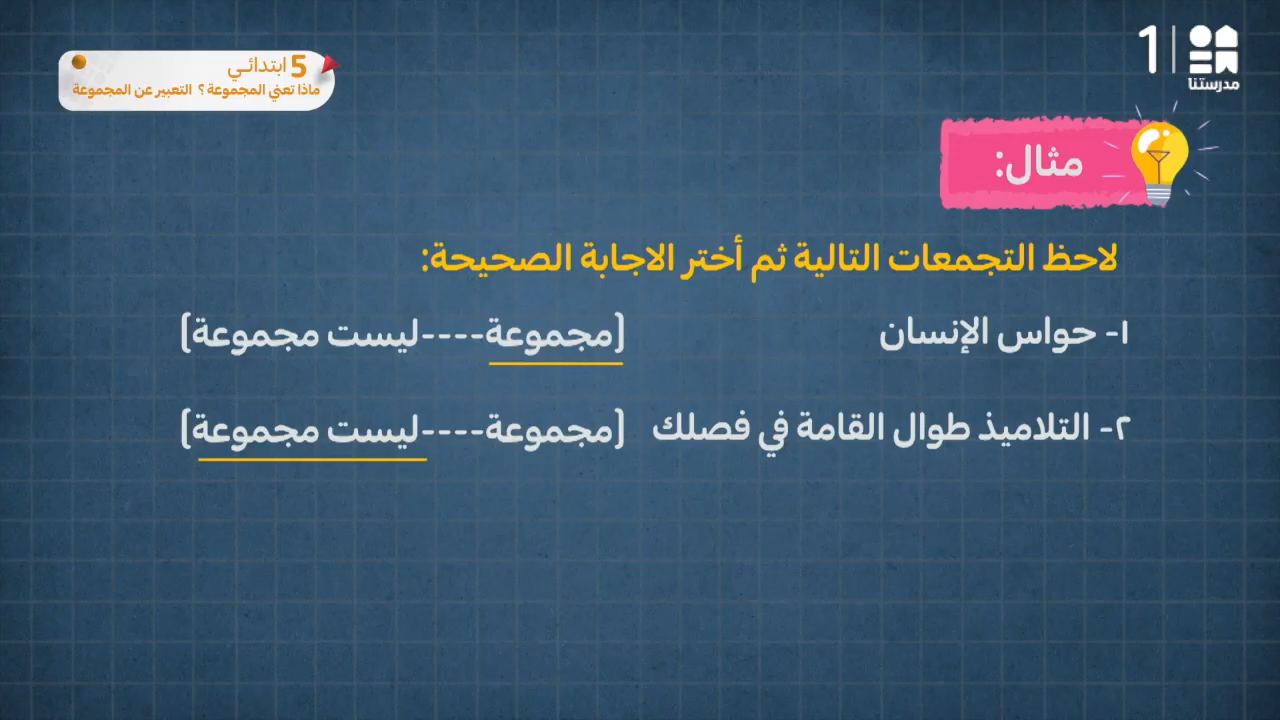 1
مدرستنا
5 ابتدائي
ماذا تعني المجموعة ؟ التعبير عن المجموعة
مثال:
لاحظ التجمعات التالية ثم أختر الاجابة الصحيحة:
١- حواس الإنسان (مجموعة----ليست مجموعة)
٢- التلاميذ طوال القامة في فصلك (مجموعة----ليست مجموعة)